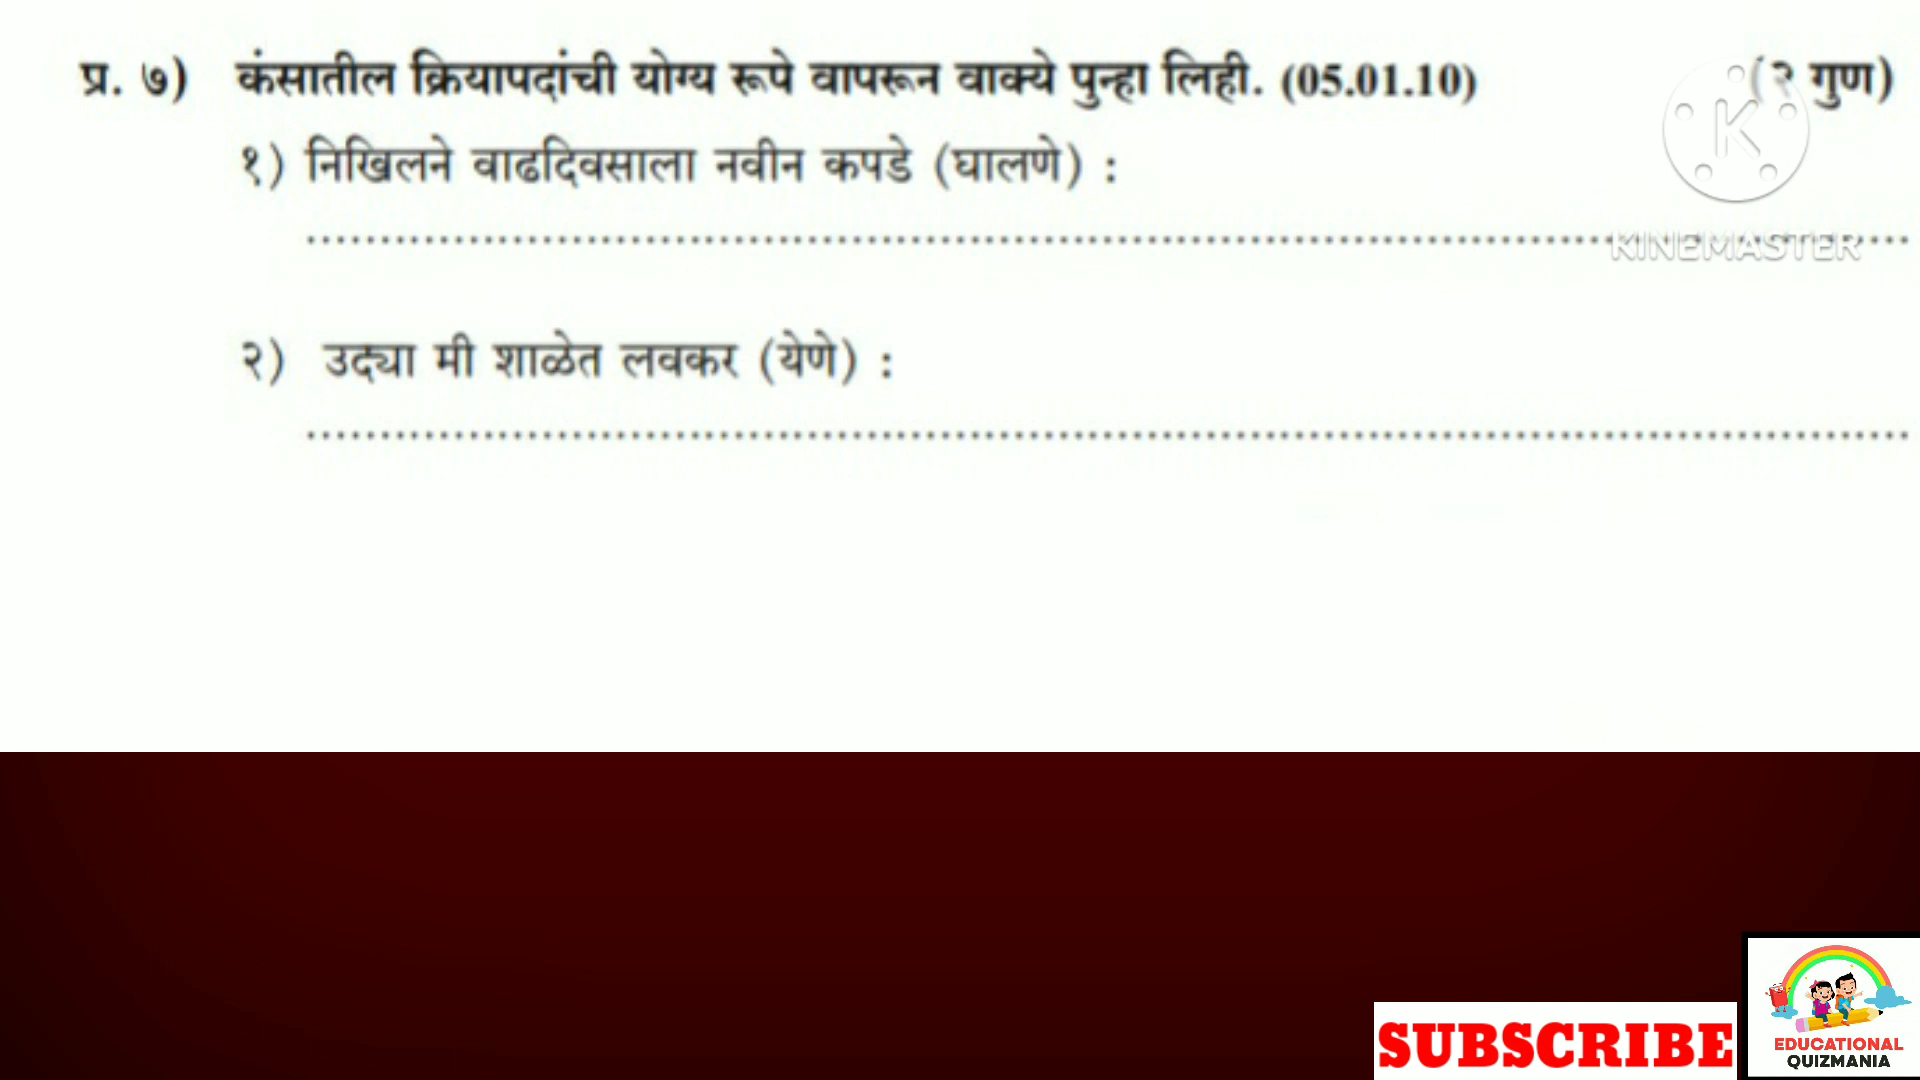 प्र. ७) कंसातील क्रियापदांची योग्य रूपे वापरून वाक्ये पुन्हा लिही. (05.01.10) (२ गुण)
१) निखिलने वाढदिवसाला नवीन कपडे (घालणे) :
KINEMASTER
२) उद्या मी शाळेत लवकर (येणे) :
SUBSCRIBE
EDUCATIONAL
QUIZMANIA